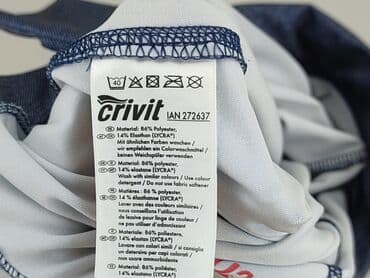 40
crivit IAN 272637
Material: 86% Polyester,
14% Elasthan (LYCRA®)
Mit ähnlichen Farben waschen /
wir empfehlen ein Colorwaschmittel /
keinen Weichspüler verwenden
Material: 86% polyester,
14% elastane (LYCRA®)
Wash with similar colours / Use colour
detergent / Do not use fabric softener
Matières : 86% polyester,
14 % élasthanne (LYCRA®)
Laver avec des couleurs similaires /
nous conseillons l'utilisation
de lessive pour linge de couleur /
ne pas utiliser d'adoucissant
Materiale: 86% poliestere,
14% elastan (LYCRA®)
Lavare con colori simili / si consiglia
un detersivo per capi colorati /
non usare ammorbidente
Material: 86% poliéster,
14% elastano (LYCRA®)